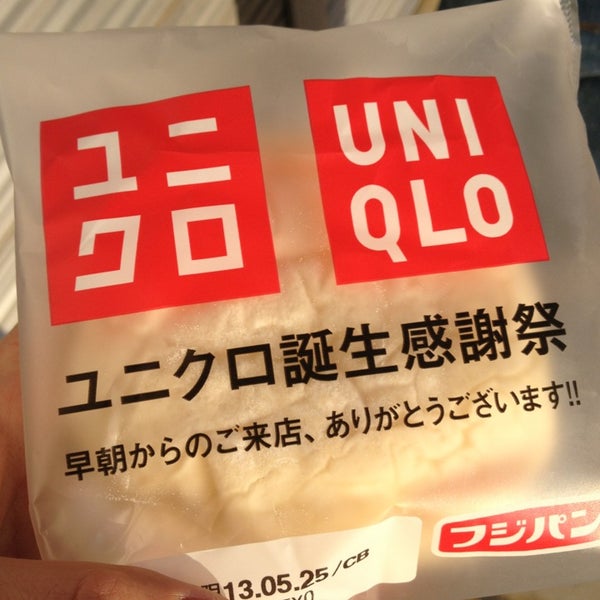 ユニ
クロ
UNI
QLO
ユニクロ誕生感謝祭
早朝からのご来店、ありがとうございます!!
フジパン
13.05.25/CB